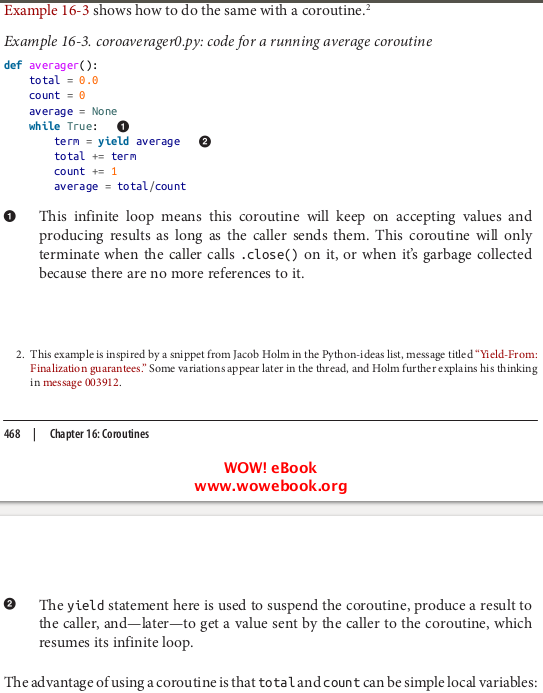 Example 16-3 shows how to do the same with a coroutine.2
Example 16-3. coroaverager0.py: code for a running average coroutine
def averager():
    total = 0.0
    count = 0
    average = None
    while True: ❶
        term = yield average ❷
        total += term
        count += 1
        average = total/count
❶ This infinite loop means this coroutine will keep on accepting values and
producing results as long as the caller sends them. This coroutine will only
terminate when the caller calls .close() on it, or when it's garbage collected
because there are no more references to it.
2. This example is inspired by a snippet from Jacob Holm in the Python-ideas list, message titled “Yield-From:
Finalization guarantees.” Some variations appear later in the thread, and Holm further explains his thinking
in message 003912.
468 | Chapter 16: Coroutines
WOW! eBook
www.wowebook.org
❷ The yield statement here is used to suspend the coroutine, produce a result to
the caller, and—later—to get a value sent by the caller to the coroutine, which
resumes its infinite loop.
The advantage of using a coroutine is that total and count can be simple local variables: